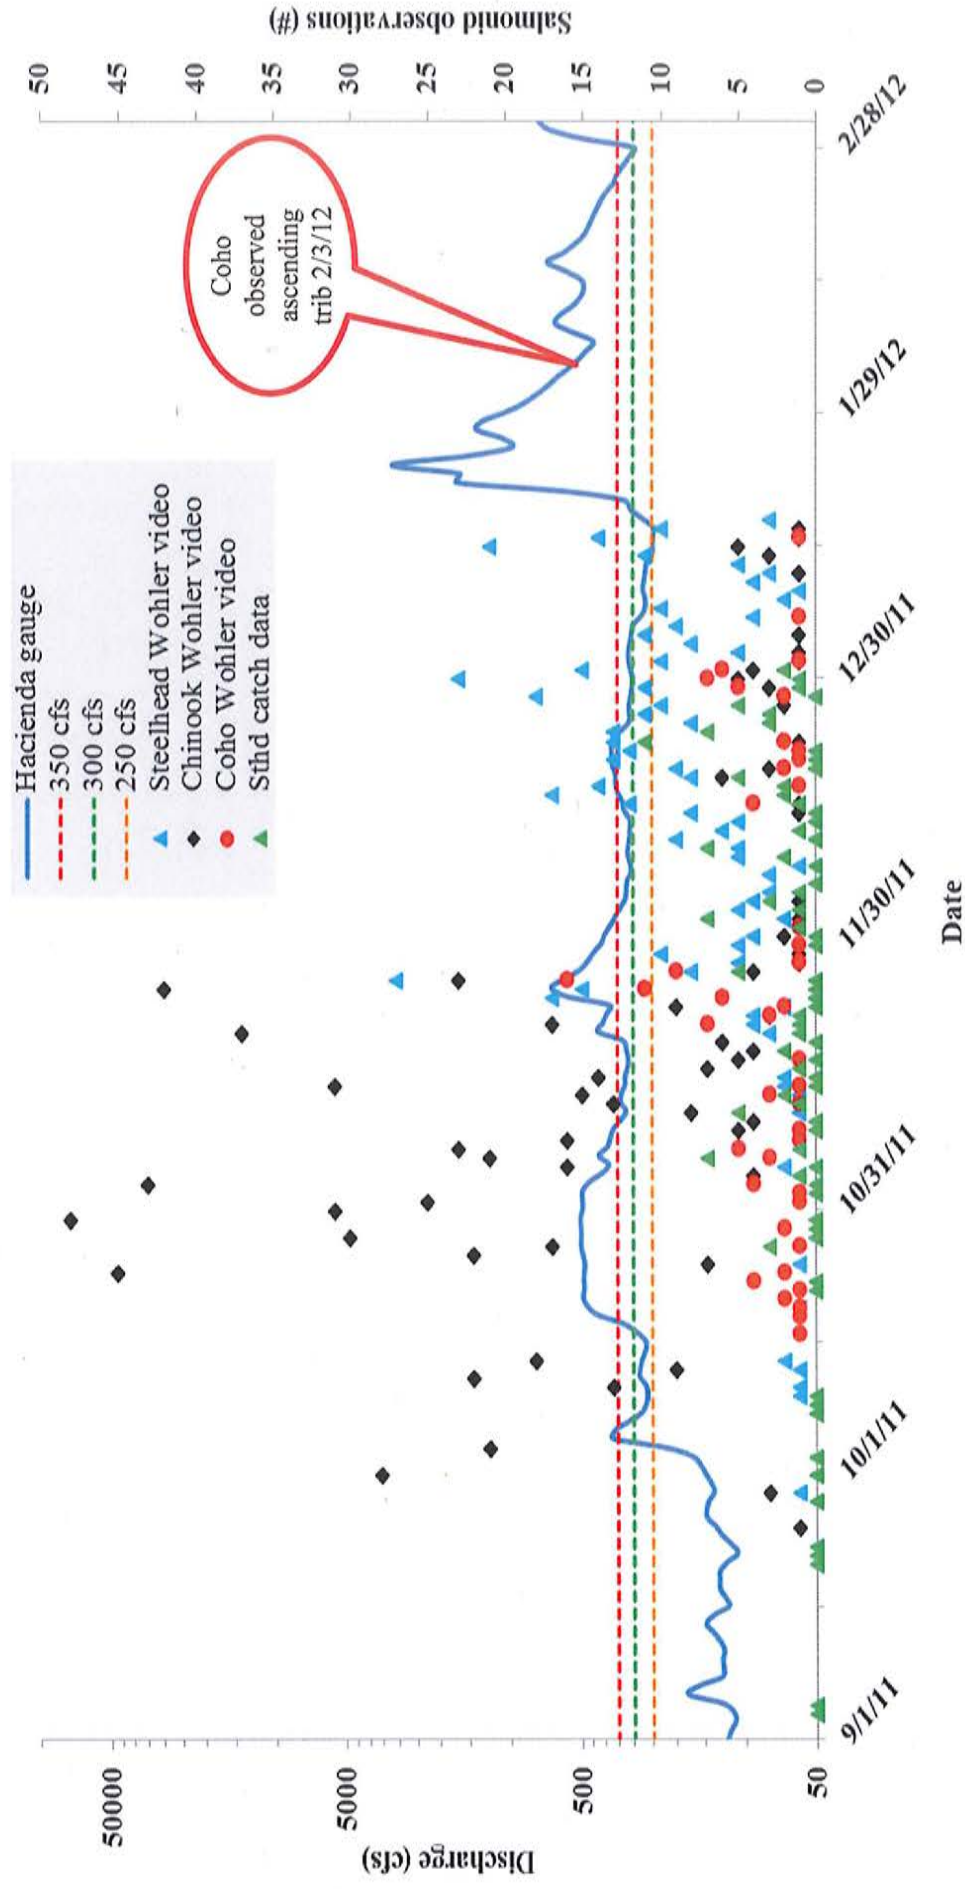 Hacienda gauge
350 cfs
300 cfs
250 cfs
Steelhead Wohler video
Chinook Wohler video
Coho Wohler video
Sthd catch data
Coho
observed
ascending
trib 2/3/12
Discharge (cfs)
50000
5000
500
50
Salmonid observations (#)
50
45
40
35
30
25
20
15
10
5
0
9/1/11
10/1/11
10/31/11
11/30/11
12/30/11
1/29/12
2/28/12
Date